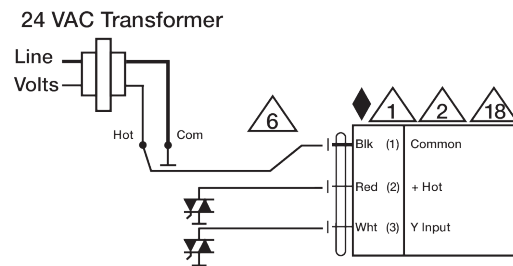 24 VAC Transformer
Line
Volts
Hot
Com
6
1
2
18
Blk (1) Common
Red (2) + Hot
Wht (3) Y Input